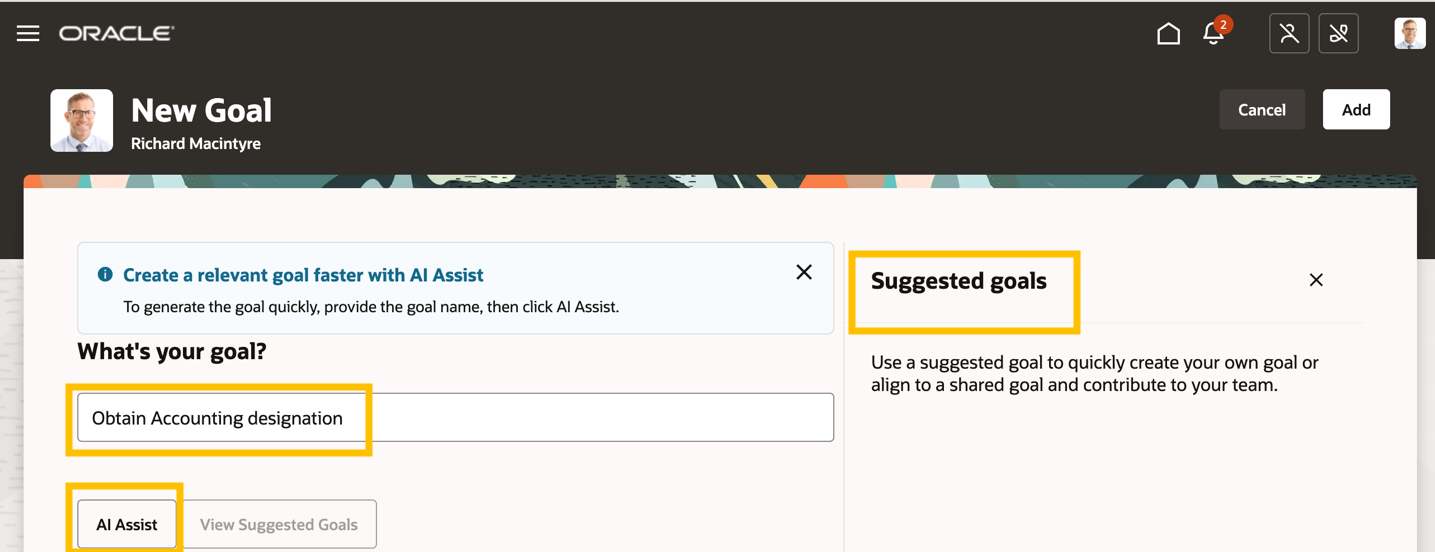 ORACLE
2
New Goal
Richard Macintyre
Cancel
Add
Create a relevant goal faster with AI Assist
To generate the goal quickly, provide the goal name, then click AI Assist.
What's your goal?
Obtain Accounting designation
AI Assist
View Suggested Goals
Suggested goals
Use a suggested goal to quickly create your own goal or
align to a shared goal and contribute to your team.